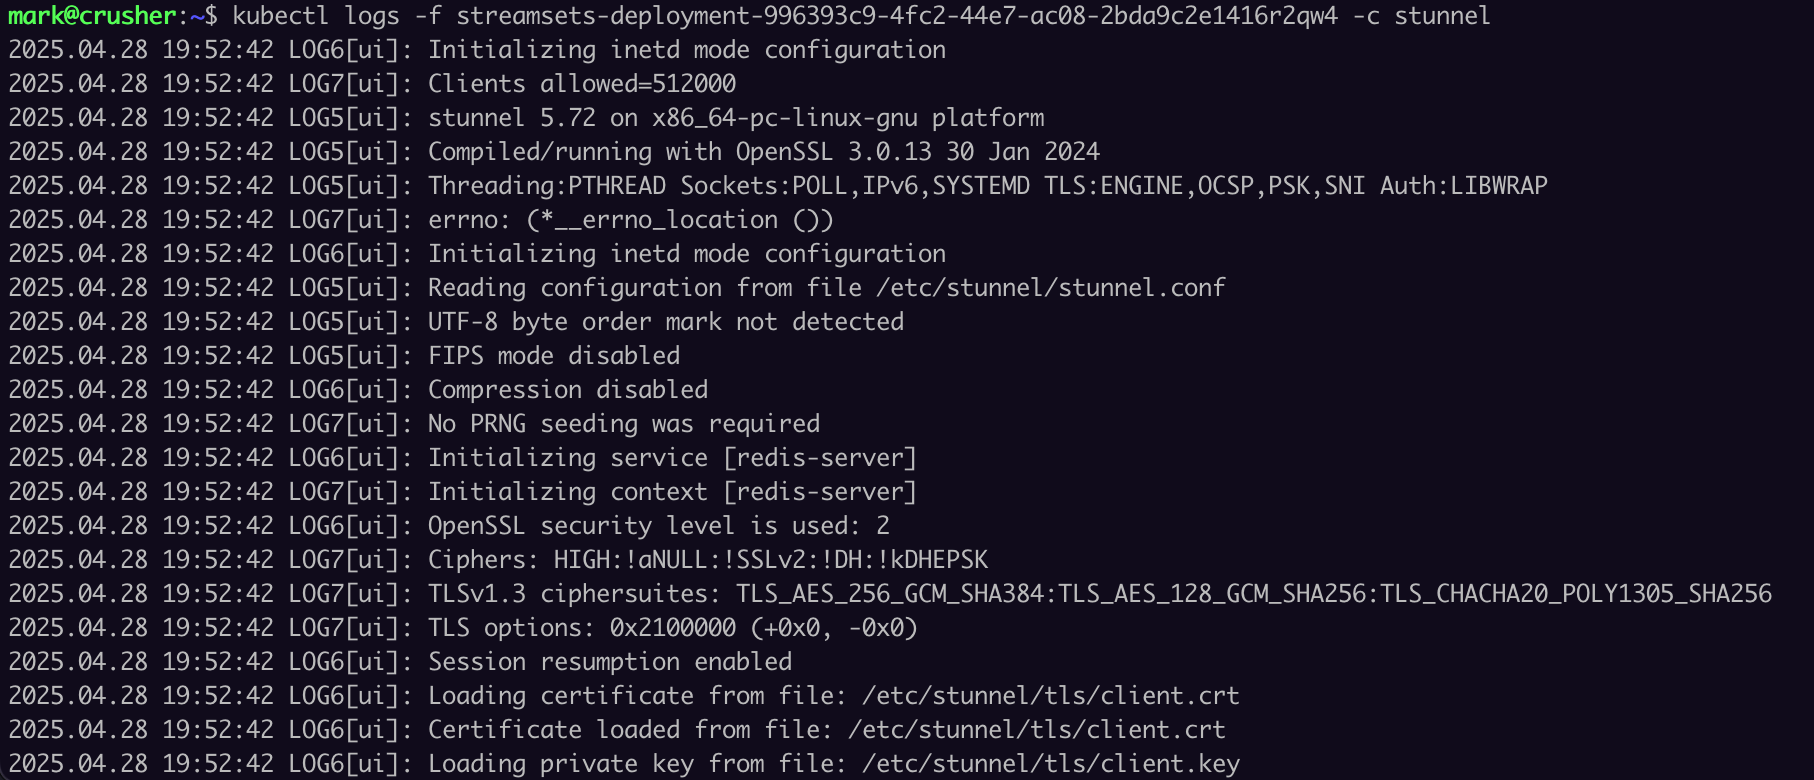 mark@crusher:~$ kubectl logs -f streamsets-deployment-996393c9-4fc2-44e7-ac08-2bda9c2e1416r2qw4 -c stunnel
2025.04.28 19:52:42 LOG6[ui]: Initializing inetd mode configuration
2025.04.28 19:52:42 LOG7[ui]: Clients allowed=512000
2025.04.28 19:52:42 LOG5[ui]: stunnel 5.72 on x86_64-pc-linux-gnu platform
2025.04.28 19:52:42 LOG5[ui]: Compiled/running with OpenSSL 3.0.13 30 Jan 2024
2025.04.28 19:52:42 LOG5[ui]: Threading:PTHREAD Sockets:POLL,IPv6,SYSTEMD TLS:ENGINE,OCSP,PSK,SNI Auth:LIBWRAP
2025.04.28 19:52:42 LOG7[ui]: errno: (*__errno_location ())
2025.04.28 19:52:42 LOG6[ui]: Initializing inetd mode configuration
2025.04.28 19:52:42 LOG5[ui]: Reading configuration from file /etc/stunnel/stunnel.conf
2025.04.28 19:52:42 LOG5[ui]: UTF-8 byte order mark not detected
2025.04.28 19:52:42 LOG5[ui]: FIPS mode disabled
2025.04.28 19:52:42 LOG6[ui]: Compression disabled
2025.04.28 19:52:42 LOG7[ui]: No PRNG seeding was required
2025.04.28 19:52:42 LOG6[ui]: Initializing service [redis-server]
2025.04.28 19:52:42 LOG7[ui]: Initializing context [redis-server]
2025.04.28 19:52:42 LOG6[ui]: OpenSSL security level is used: 2
2025.04.28 19:52:42 LOG7[ui]: Ciphers: HIGH:!aNULL:!SSLv2:!DH:!kDHEPSK
2025.04.28 19:52:42 LOG7[ui]: TLSv1.3 ciphersuites: TLS_AES_256_GCM_SHA384:TLS_AES_128_GCM_SHA256:TLS_CHACHA20_POLY1305_SHA256
2025.04.28 19:52:42 LOG7[ui]: TLS options: 0x2100000 (+0x0, -0x0)
2025.04.28 19:52:42 LOG6[ui]: Session resumption enabled
2025.04.28 19:52:42 LOG6[ui]: Loading certificate from file: /etc/stunnel/tls/client.crt
2025.04.28 19:52:42 LOG6[ui]: Certificate loaded from file: /etc/stunnel/tls/client.crt
2025.04.28 19:52:42 LOG6[ui]: Loading private key from file: /etc/stunnel/tls/client.key